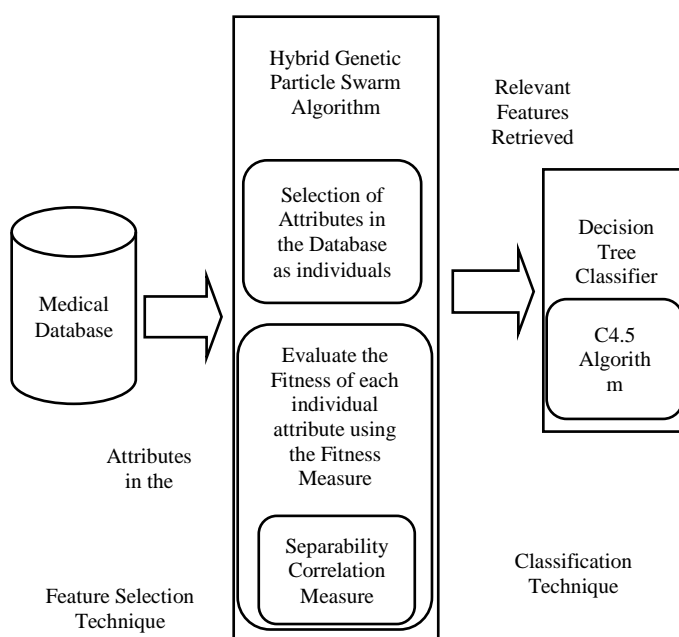 Hybrid Genetic
Particle Swarm
Algorithm
Relevant
Features
Retrieved
Selection of
Attributes in
the Database
as individuals
Medical
Database
Decision
Tree
Classifier
C4.5
Algorith
m
Evaluate the
Fitness of each
individual
attribute using
the Fitness
Measure
Attributes
in the
Separability
Correlation
Measure
Classification
Technique
Feature Selection
Technique